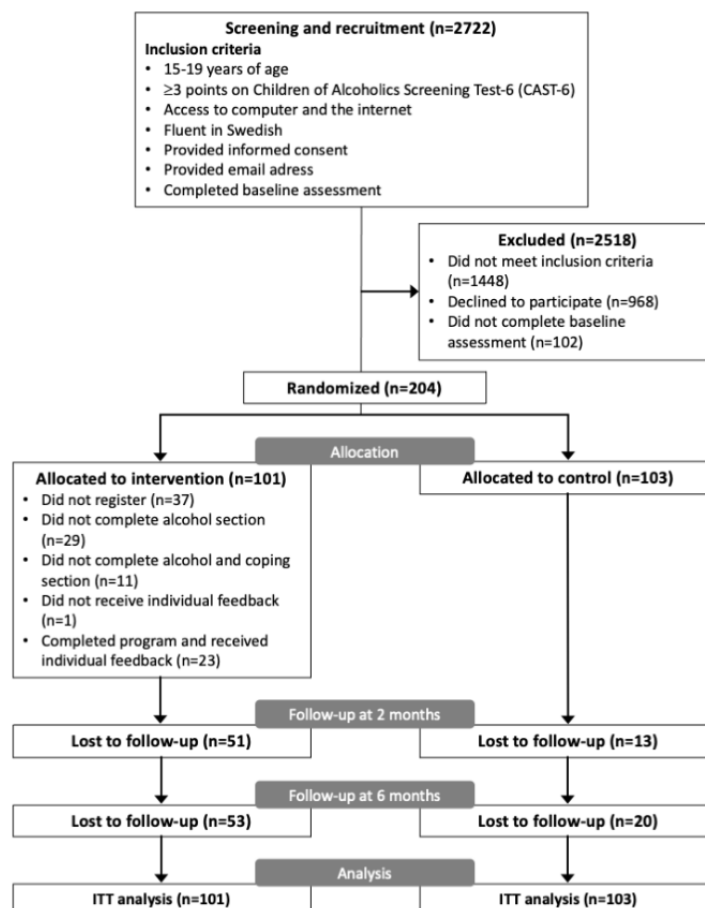 Screening and recruitment (n=2722)
Inclusion criteria
• 15-19 years of age
• ≥3 points on Children of Alcoholics Screening Test-6 (CAST-6)
• Access to computer and the internet
• Fluent in Swedish
• Provided informed consent
• Provided email adress
• Completed baseline assessment
Excluded (n=2518)
• Did not meet inclusion criteria
(n=1448)
• Declined to participate (n=968)
• Did not complete baseline
assessment (n=102)
Randomized (n=204)
Allocation
Allocated to intervention (n=101)
• Did not register (n=37)
• Did not complete alcohol section
(n=29)
• Did not complete alcohol and coping
section (n=11)
• Did not receive individual feedback
(n=1)
• Completed program and received
individual feedback (n=23)
Allocated to control (n=103)
Follow-up at 2 months
Lost to follow-up (n=51)
Lost to follow-up (n=13)
Follow-up at 6 months
Lost to follow-up (n=53)
Lost to follow-up (n=20)
Analysis
ITT analysis (n=101)
ITT analysis (n=103)